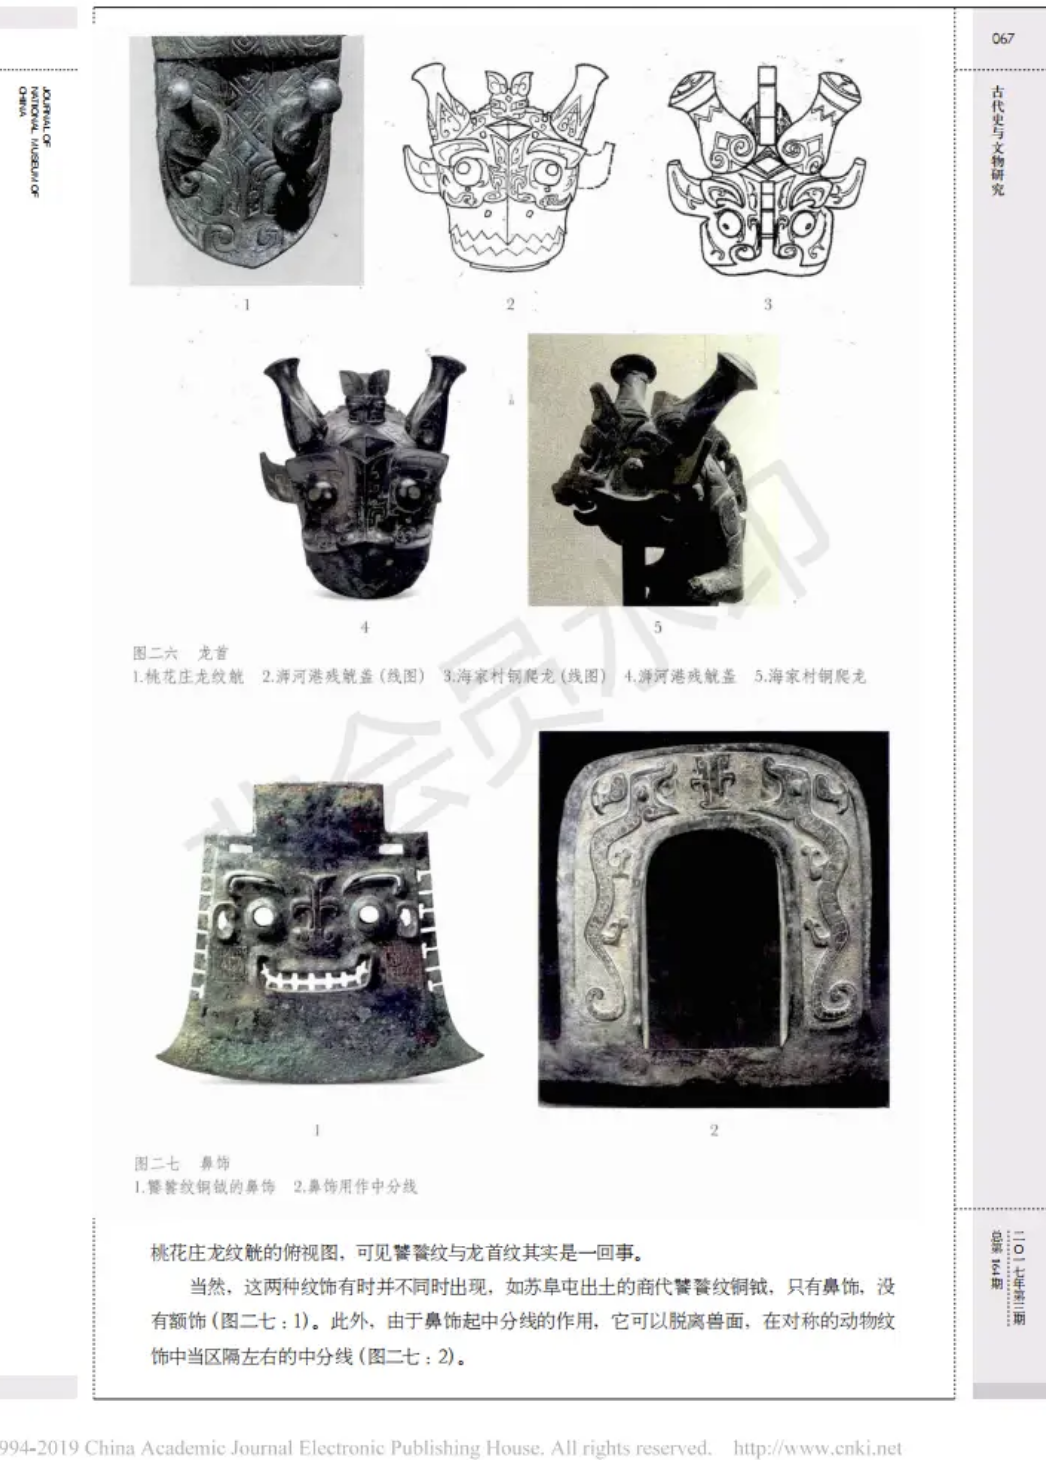 067
JOURNAL OF
NATIONAL MUSEUM OF
CHINA
古代史与文物研究
1
2
3
4
5
图二六 龙首
1.桃花庄龙纹觥 2.漭河港残觥盖(线图) 3.海家村铜爬龙(线图) 4.漭河港残觥盖 5.海家村铜爬龙
1
2
图二七 鼻饰
1.饕餮纹铜钺的鼻饰 2.鼻饰用作中分线
桃花庄龙纹觥的俯视图，可见饕餮纹与龙首纹其实是一回事。
当然，这两种纹饰有时并不同时出现，如苏阜屯出土的商代饕餮纹铜钺，只有鼻饰，没
有额饰(图二七：1)。此外，由于鼻饰起中分线的作用，它可以脱离兽面，在对称的动物纹
饰中当区隔左右的中分线(图二七：2)。
二〇一七年第三期
总第 164 期
会员水印
994-2019 China Academic Journal Electronic Publishing House. All rights reserved. http://www.cnki.net